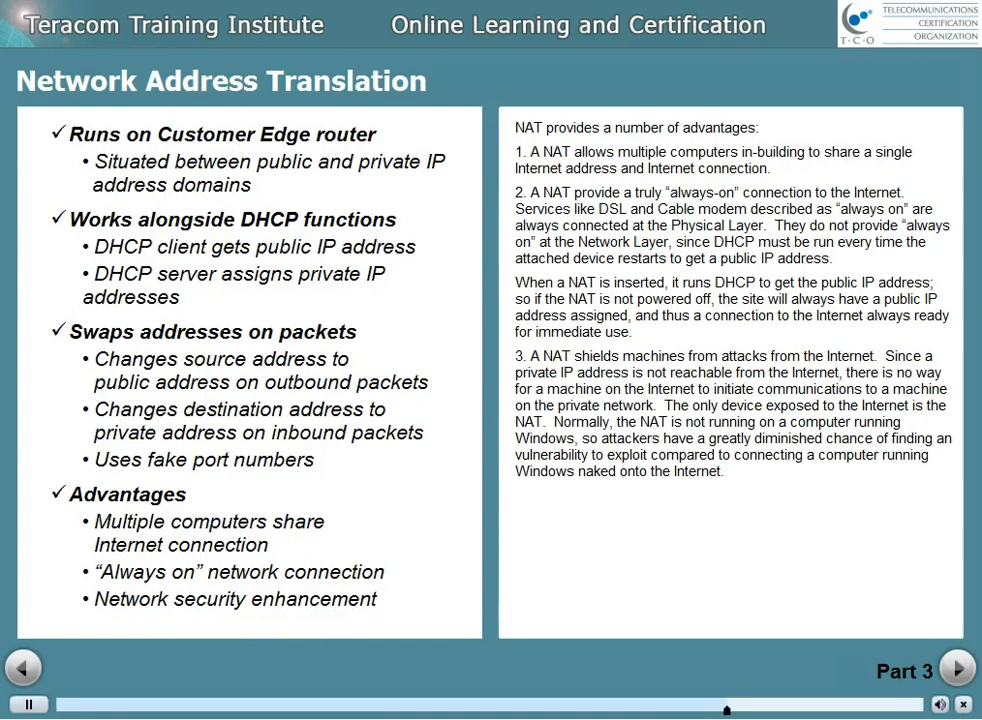 Teracom Training Institute
Online Learning and Certification
T·C·O
TELECOMMUNICATIONS
CERTIFICATION
ORGANIZATION
Network Address Translation
✓ Runs on Customer Edge router
• Situated between public and private IP
address domains
✓ Works alongside DHCP functions
• DHCP client gets public IP address
• DHCP server assigns private IP
addresses
✓ Swaps addresses on packets
• Changes source address to
public address on outbound packets
• Changes destination address to
private address on inbound packets
• Uses fake port numbers
✓ Advantages
• Multiple computers share
Internet connection
• “Always on” network connection
• Network security enhancement
NAT provides a number of advantages:
1. A NAT allows multiple computers in-building to share a single
Internet address and Internet connection.
2. A NAT provide a truly “always-on” connection to the Internet.
Services like DSL and Cable modem described as “always on” are
always connected at the Physical Layer. They do not provide “always
on” at the Network Layer, since DHCP must be run every time the
attached device restarts to get a public IP address.
When a NAT is inserted, it runs DHCP to get the public IP address;
so if the NAT is not powered off, the site will always have a public IP
address assigned, and thus a connection to the Internet always ready
for immediate use.
3. A NAT shields machines from attacks from the Internet. Since a
private IP address is not reachable from the Internet, there is no way
for a machine on the Internet to initiate communications to a machine
on the private network. The only device exposed to the Internet is the
NAT. Normally, the NAT is not running on a computer running
Windows, so attackers have a greatly diminished chance of finding an
vulnerability to exploit compared to connecting a computer running
Windows naked onto the Internet.
Part 3